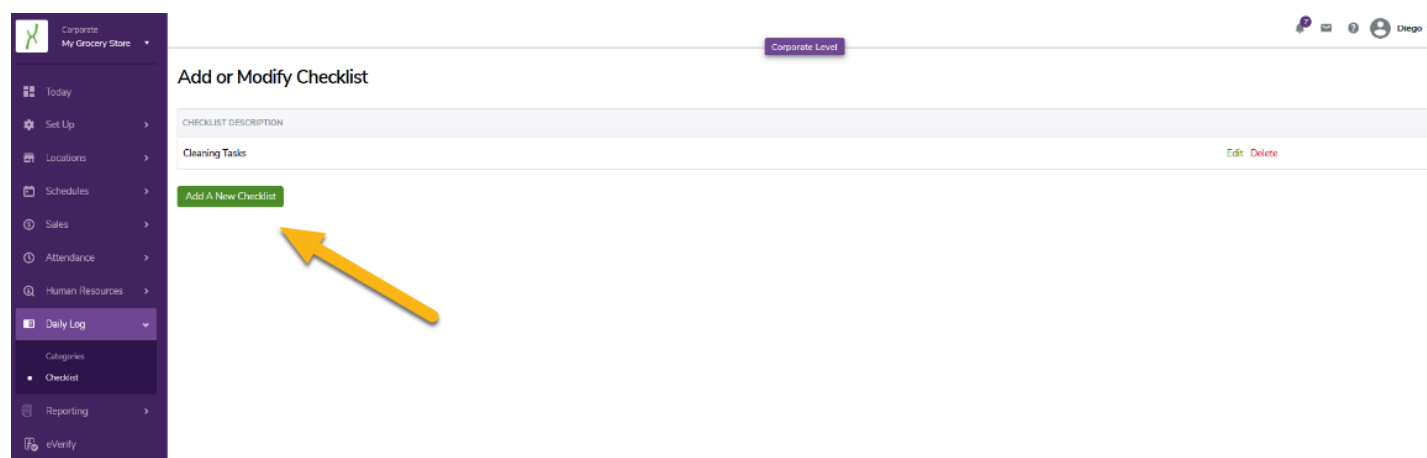 Corporate
My Grocery Store
7
Diego
Corporate Level
Add or Modify Checklist
CHECKLIST DESCRIPTION
Cleaning Tasks
Edit Delete
Add A New Checklist
Today
Set Up
Locations
Schedules
Sales
Attendance
Human Resources
Daily Log
Categories
Checklist
Reporting
eVerify